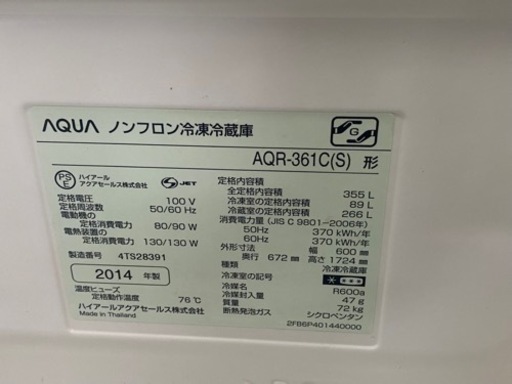 AQUA ノンフロン冷凍冷蔵庫
G
AQR-361C(S) 形
PS
E
ハイアール
アクアセールス株式会社
JET
定格電圧 100 V
定格周波数 50/60 Hz
電動機の
定格消費電力 80/90 W
電熱装置の
定格消費電力 130/130 W
製造番号 4TS28391
2014 年製
温度ヒューズ
定格動作温度 76℃
ハイアールアクアセールス株式会社
Made in Thailand
定格内容積
全定格内容積 355 L
冷凍室の定格内容積 89 L
冷蔵室の定格内容積 266 L
消費電力量(JIS C 9801-2006年)
50Hz 370 kWh/年
60Hz 370 kWh/年
外形寸法 幅 600 mm
奥行 672 mm 高さ 1724 mm
種類 冷凍冷蔵庫
冷凍室の記号
冷媒名 R600a
冷媒封入量 47 g
質量 72 kg
断熱発泡ガス シクロペンタン
2FB6P401440000